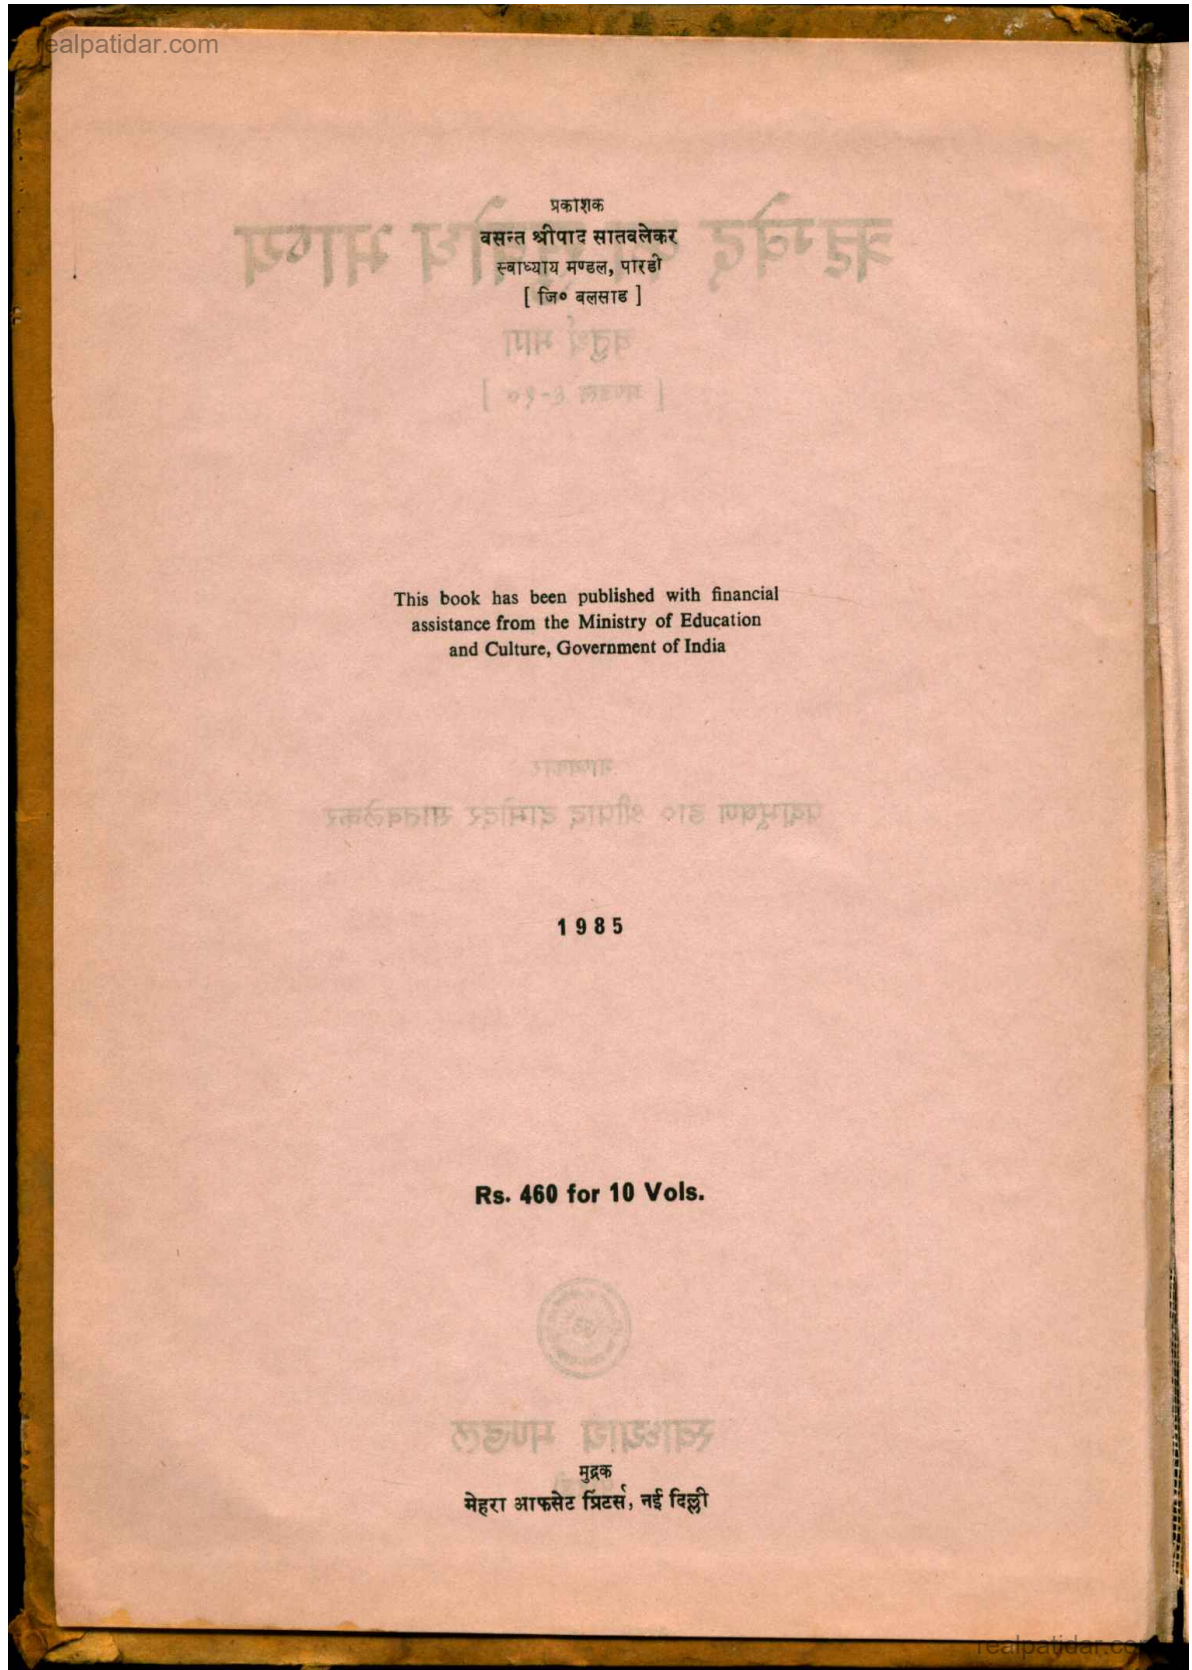 realpatidar.com
प्रकाशक
वसन्त श्रीपाद सातवलेकर
स्वाध्याय मण्डल, पारडी
[ जि० बलसाड ]
This book has been published with financial
assistance from the Ministry of Education
and Culture, Government of India
1985
Rs. 460 for 10 Vols.
मुद्रक
मेहरा आफसेट प्रिंटर्स, नई दिल्ली
realpatidar.com